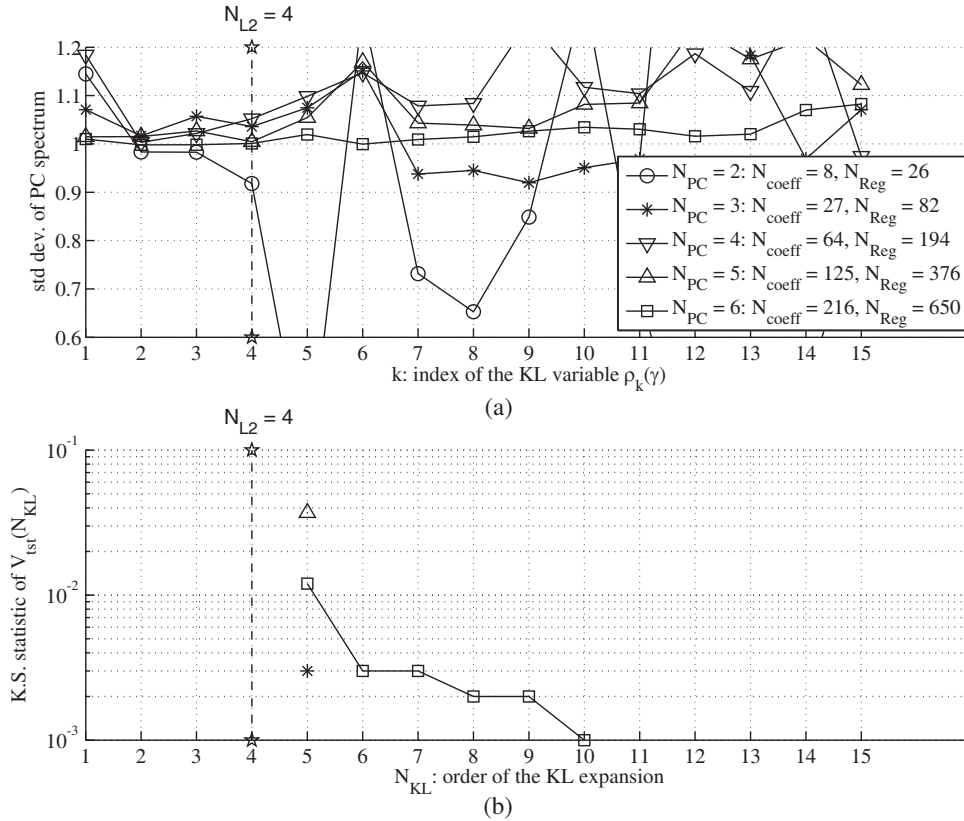 N_L2 = 4
1.2
1.1
1
0.9
0.8
0.7
0.6
std dev. of PC spectrum
N_PC = 2: N_coeff = 8, N_Reg = 26
N_PC = 3: N_coeff = 27, N_Reg = 82
N_PC = 4: N_coeff = 64, N_Reg = 194
N_PC = 5: N_coeff = 125, N_Reg = 376
N_PC = 6: N_coeff = 216, N_Reg = 650
1 2 3 4 5 6 7 8 9 10 11 12 13 14 15
k: index of the KL variable ρ_k(γ)
(a)
N_L2 = 4
10^-1
10^-2
10^-3
K.S. statistic of V_tst(N_KL)
1 2 3 4 5 6 7 8 9 10 11 12 13 14 15
N_KL: order of the KL expansion
(b)